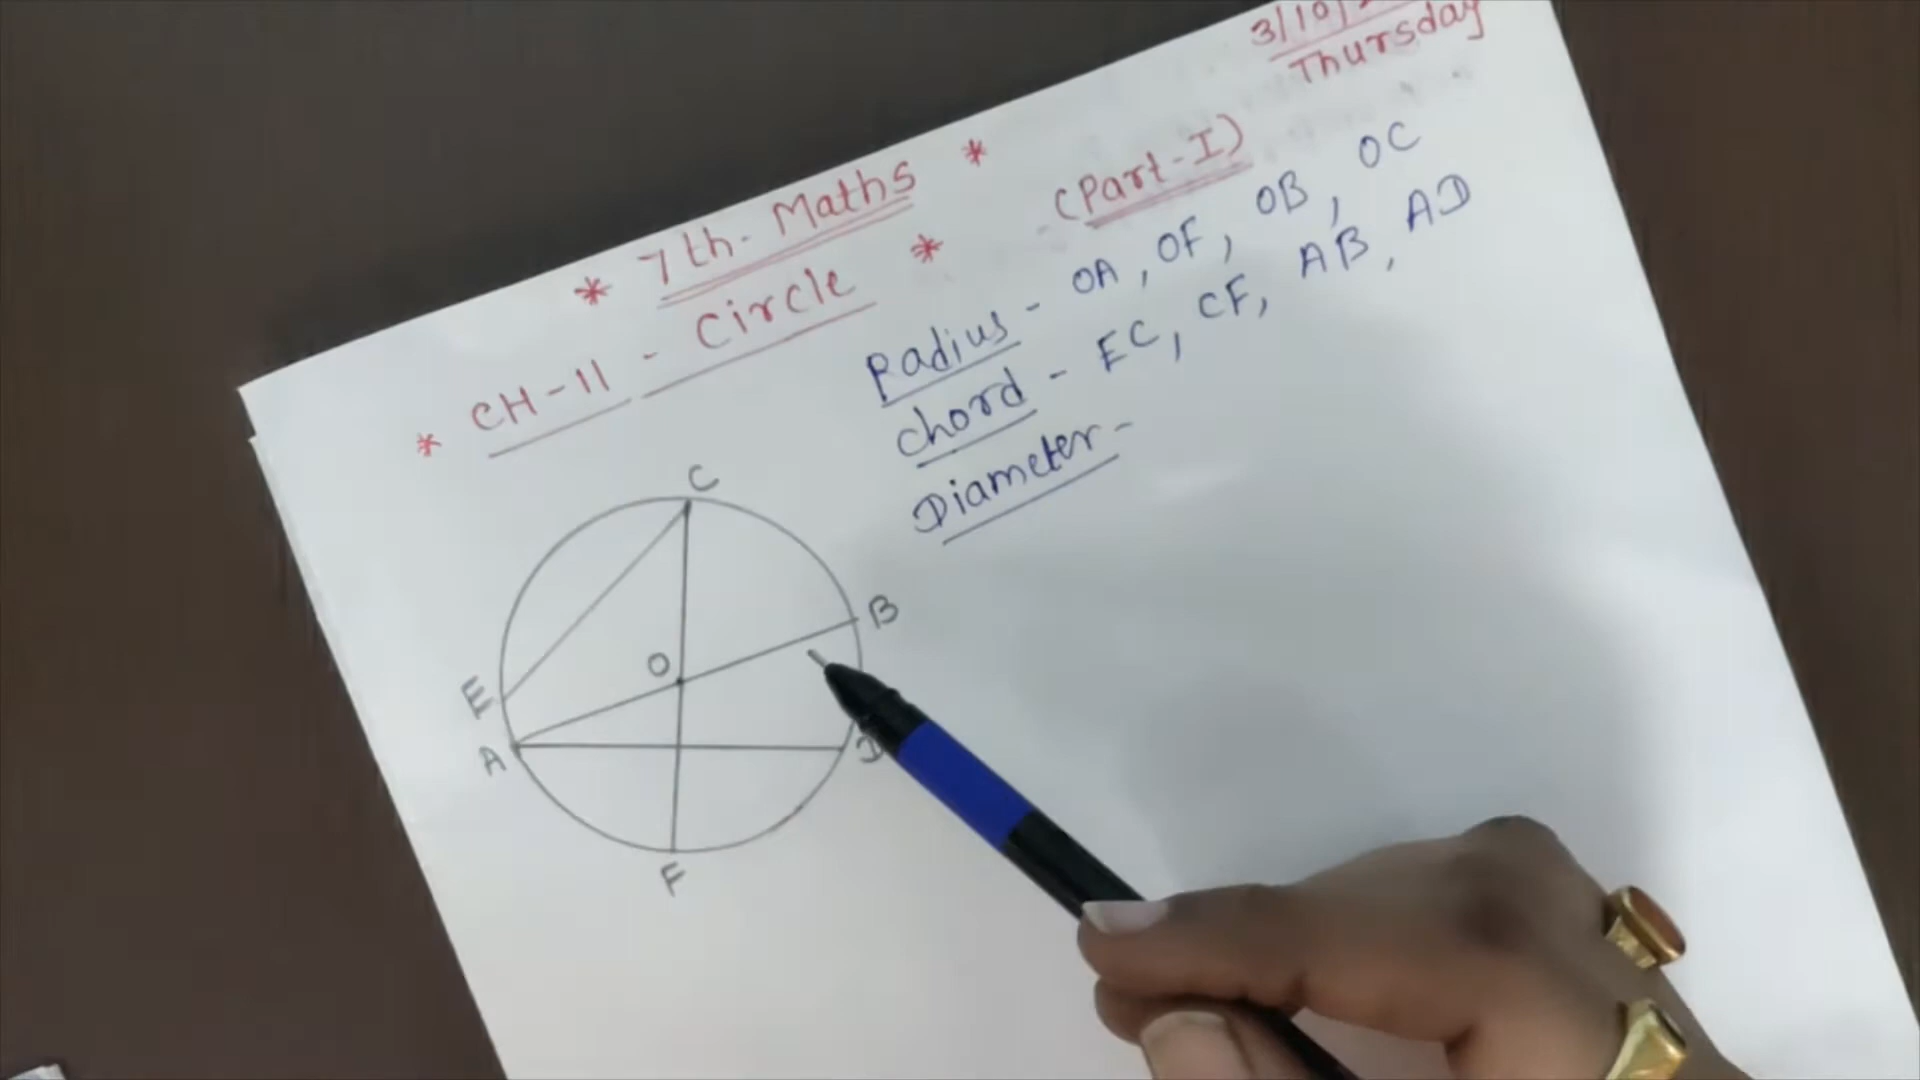 3/10/
Thursday
* 7th - Maths *
* CH-11 - Circle * (Part-I)
Radius - OA, OF, OB, OC
Chord - EC, CF, AB, AD
Diameter -
C
B
O
E
A
D
F